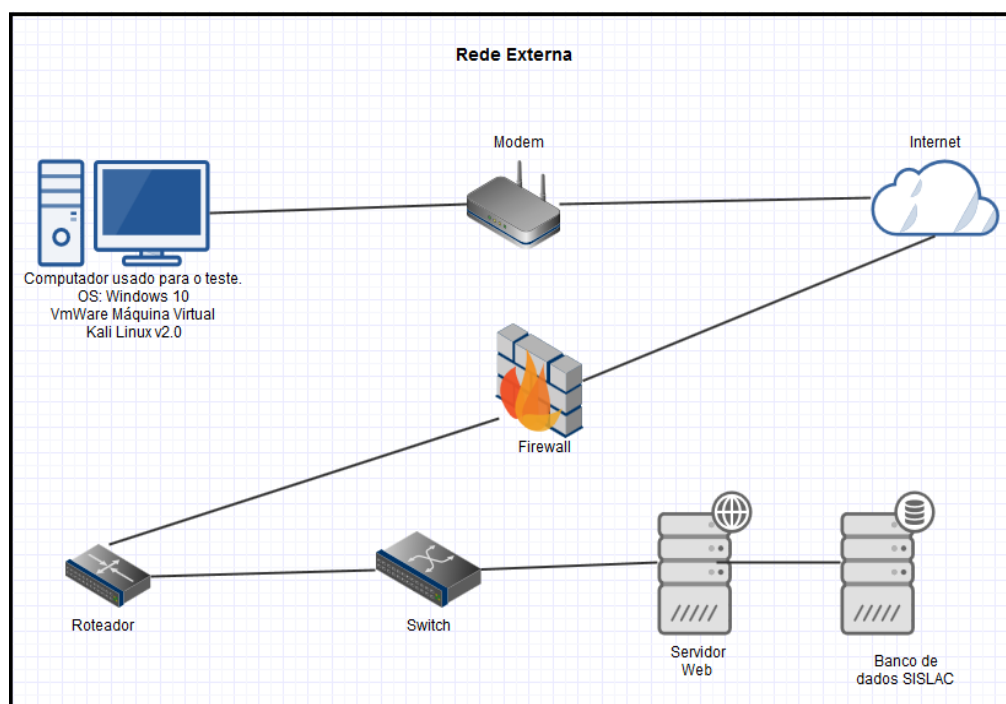 Rede Externa
Modem
Internet
Computador usado para o teste.
OS: Windows 10
VmWare Máquina Virtual
Kali Linux v2.0
Firewall
Roteador
Switch
Servidor
Web
Banco de
dados SISLAC